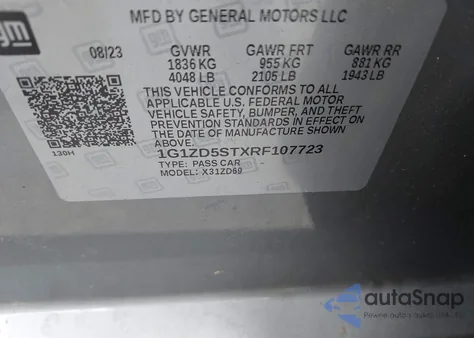 MFD BY GENERAL MOTORS LLC
gm
08/23 GVWR GAWR FRT GAWR RR
1836 KG 955 KG 881 KG
4048 LB 2105 LB 1943 LB
THIS VEHICLE CONFORMS TO ALL
APPLICABLE U.S. FEDERAL MOTOR
VEHICLE SAFETY, BUMPER, AND THEFT
PREVENTION STANDARDS IN EFFECT ON
THE DATE OF MANUFACTURE SHOWN
ABOVE.
130H
1G1ZD5STXRF107723
TYPE: PASS CAR
MODEL: X31ZD69
autoSnap